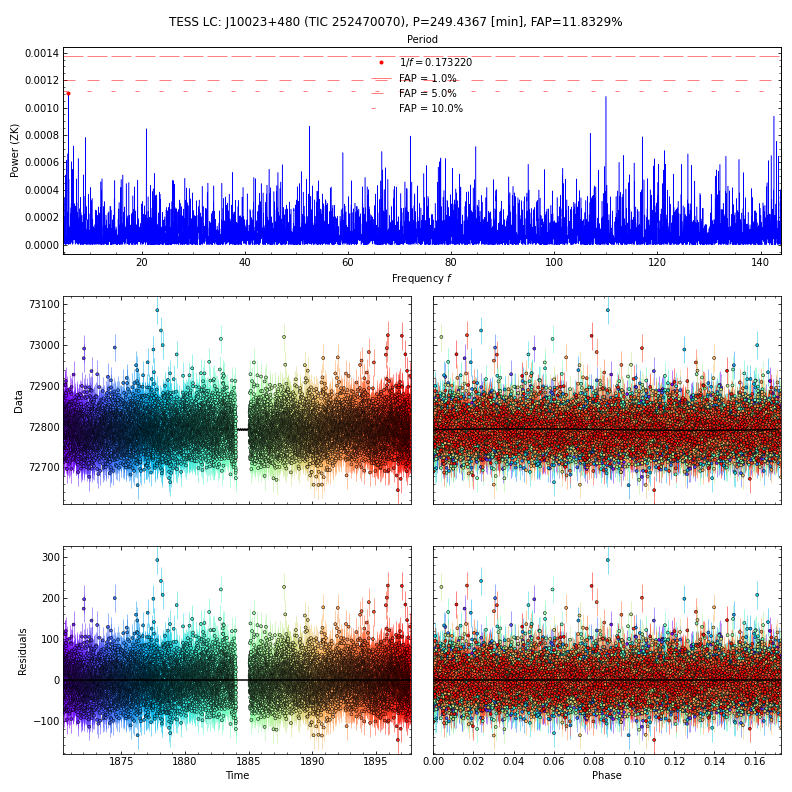 TESS LC: J10023+480 (TIC 252470070), P=249.4367 [min], FAP=11.8329%
Period
1/f = 0.173220
FAP = 1.0%
FAP = 5.0%
FAP = 10.0%
Power (ZK)
0.0014
0.0012
0.0010
0.0008
0.0006
0.0004
0.0002
0.0000
20 40 60 80 100 120 140
Frequency f
Data
73100
73000
72900
72800
72700
Residuals
300
200
100
0
−100
1875 1880 1885 1890 1895
Time
0.00 0.02 0.04 0.06 0.08 0.10 0.12 0.14 0.16
Phase